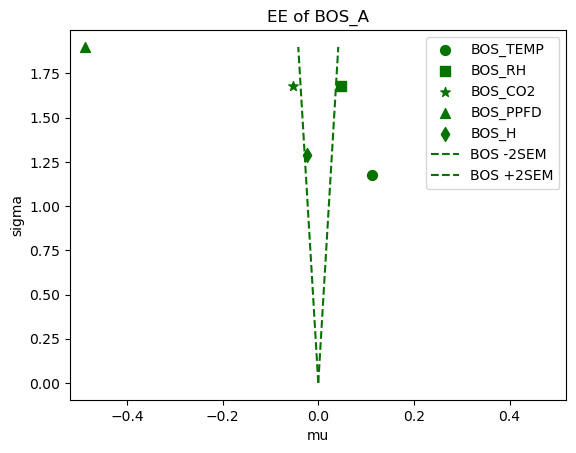 EE of BOS_A
BOS_TEMP
BOS_RH
BOS_CO2
BOS_PPFD
BOS_H
BOS -2SEM
BOS +2SEM
sigma
1.75
1.50
1.25
1.00
0.75
0.50
0.25
0.00
−0.4
−0.2
0.0
0.2
0.4
mu